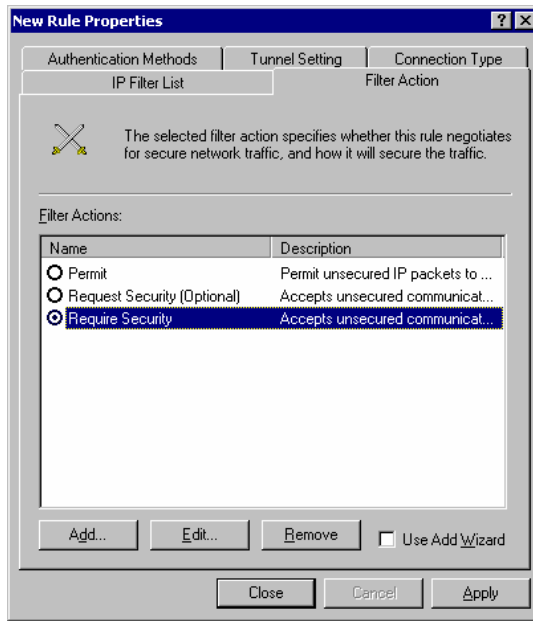 New Rule Properties
Authentication Methods Tunnel Setting Connection Type
IP Filter List Filter Action
The selected filter action specifies whether this rule negotiates
for secure network traffic, and how it will secure the traffic.
Filter Actions:
Name Description
Permit Permit unsecured IP packets to ...
Request Security (Optional) Accepts unsecured communicat...
Require Security Accepts unsecured communicat...
Add... Edit... Remove Use Add Wizard
Close Cancel Apply